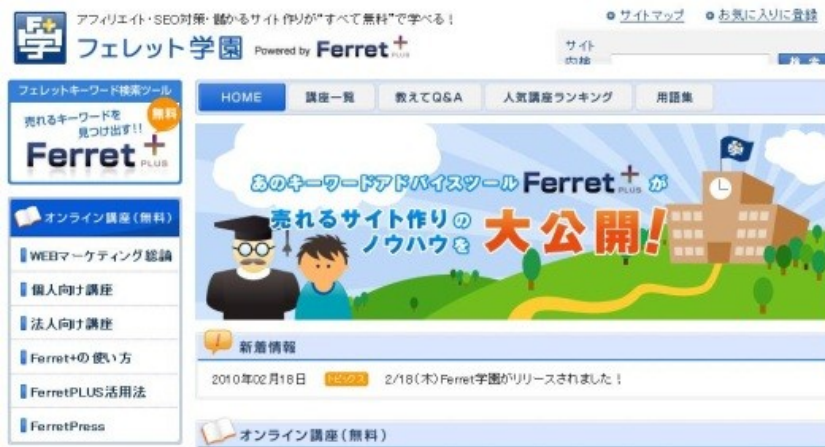 アフィリエイト・SEO対策・儲かるサイト作りが"すべて無料"で学べる!
サイトマップ
お気に入りに登録
F+
学
フェレット学園 Powered by Ferret+ PLUS
サイト
内検
検索
フェレットキーワード検索ツール
売れるキーワードを
見つけ出す!!
無料
Ferret+ PLUS
HOME
講座一覧
教えてQ&A
人気講座ランキング
用語集
あのキーワードアドバイスツール Ferret+ PLUS が
売れるサイト作りの
ノウハウを
大公開!
オンライン講座(無料)
WEBマーケティング総論
個人向け講座
法人向け講座
Ferret+の使い方
FerretPLUS活用法
FerretPress
新着情報
2010年02月18日 トピックス 2/18(木)Ferret学園がリリースされました!
オンライン講座(無料)